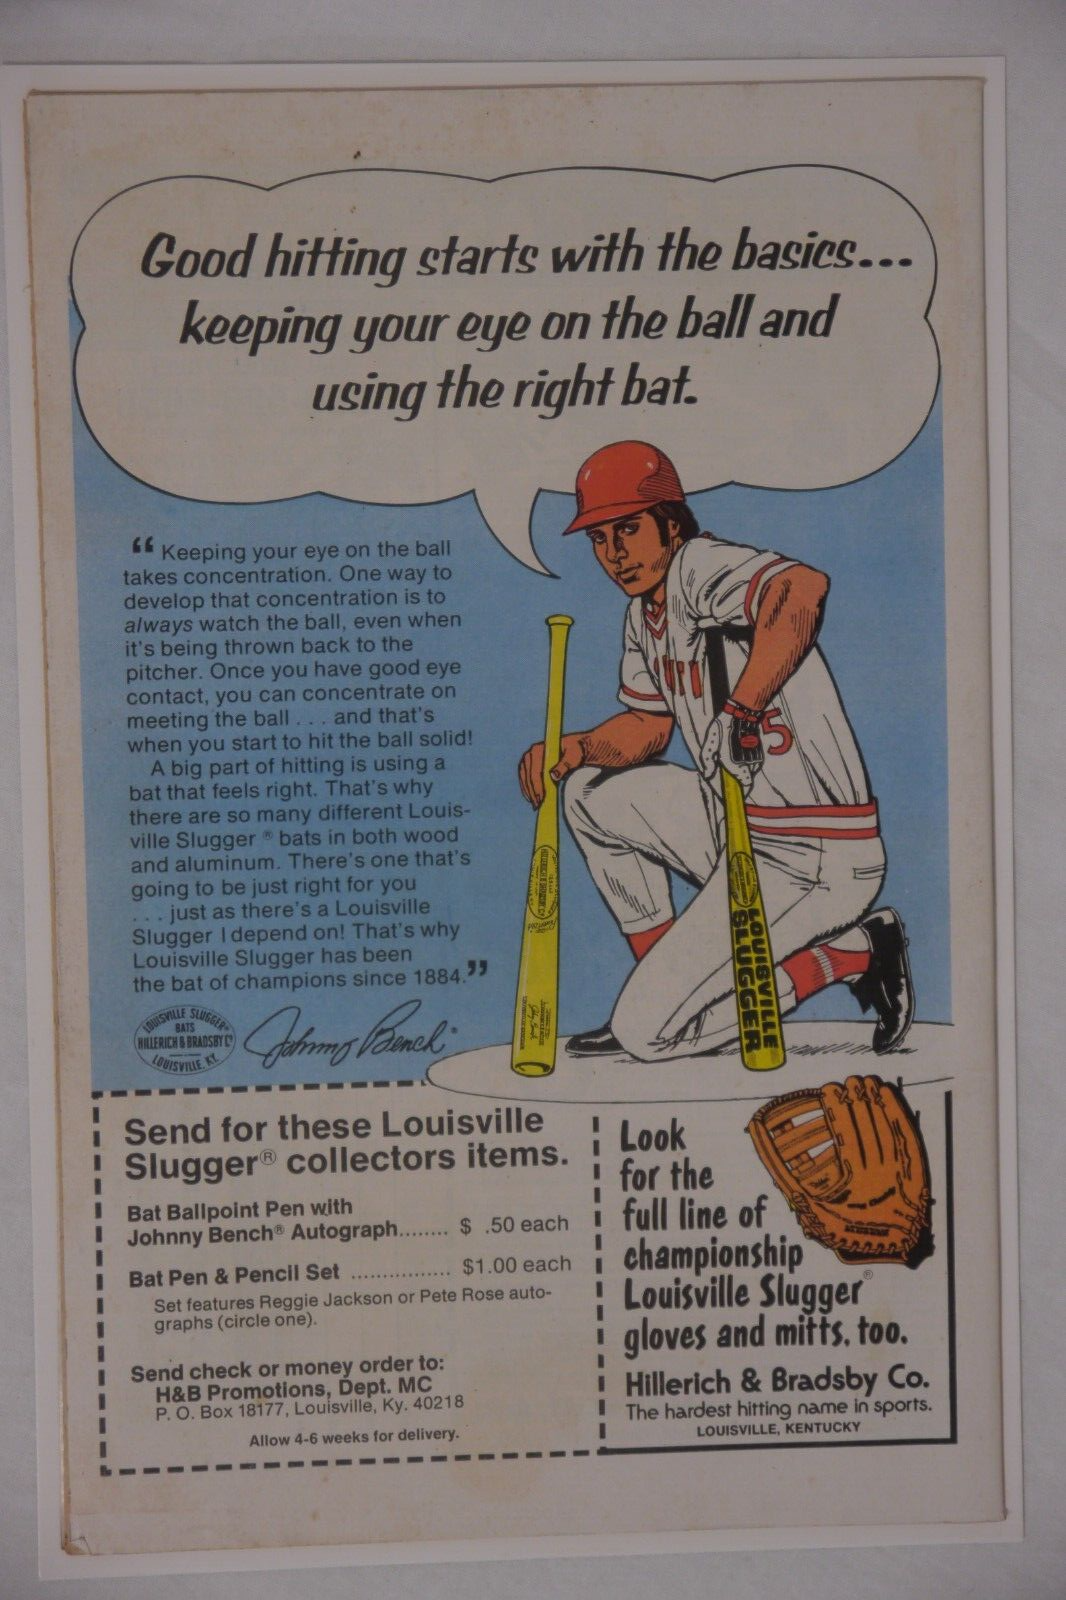 Good hitting starts with the basics...
keeping your eye on the ball and
using the right bat.
“Keeping your eye on the ball
takes concentration. One way to
develop that concentration is to
always watch the ball, even when
it's being thrown back to the
pitcher. Once you have good eye
contact, you can concentrate on
meeting the ball . . . and that's
when you start to hit the ball solid!
A big part of hitting is using a
bat that feels right. That's why
there are so many different Louis-
ville Slugger ® bats in both wood
and aluminum. There's one that's
going to be just right for you
. . . just as there's a Louisville
Slugger I depend on! That's why
Louisville Slugger has been
the bat of champions since 1884.”
LOUISVILLE SLUGGER®
BATS
HILLERICH & BRADSBY Co
LOUISVILLE, KY.
Johnny Bench
5
LOUISVILLE
SLUGGER
Send for these Louisville
Slugger® collectors items.
Bat Ballpoint Pen with
Johnny Bench® Autograph........ $ .50 each
Bat Pen & Pencil Set ................ $1.00 each
Set features Reggie Jackson or Pete Rose auto-
graphs (circle one).
Send check or money order to:
H&B Promotions, Dept. MC
P. O. Box 18177, Louisville, Ky. 40218
Allow 4-6 weeks for delivery.
Look
for the
full line of
championship
Louisville Slugger®
gloves and mitts, too.
Hillerich & Bradsby Co.
The hardest hitting name in sports.
LOUISVILLE, KENTUCKY